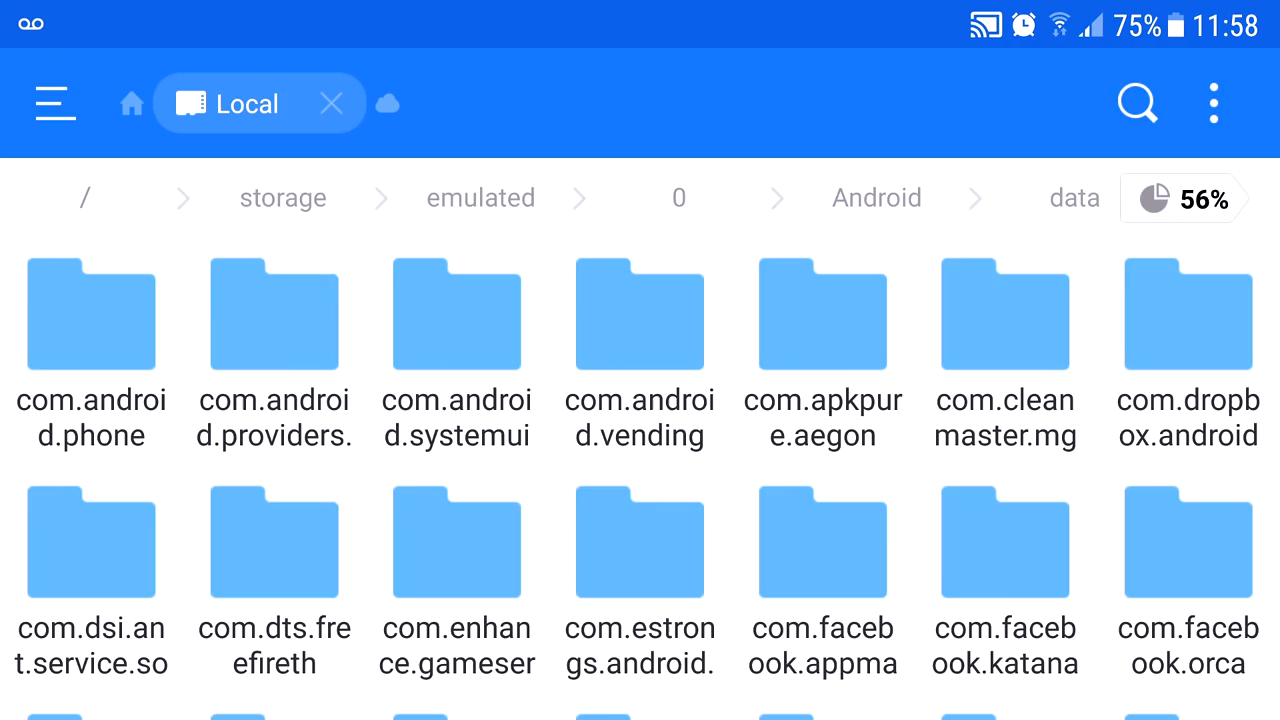 75% 11:58
Local
/ storage emulated 0 Android data 56%
com.androi com.androi com.androi com.androi com.apkpur com.clean com.dropb
d.phone d.providers. d.systemui d.vending e.aegon master.mg ox.android
com.dsi.an com.dts.fre com.enhan com.estron com.faceb com.faceb com.faceb
t.service.so efireth ce.gameser gs.android. ook.appma ook.katana ook.orca